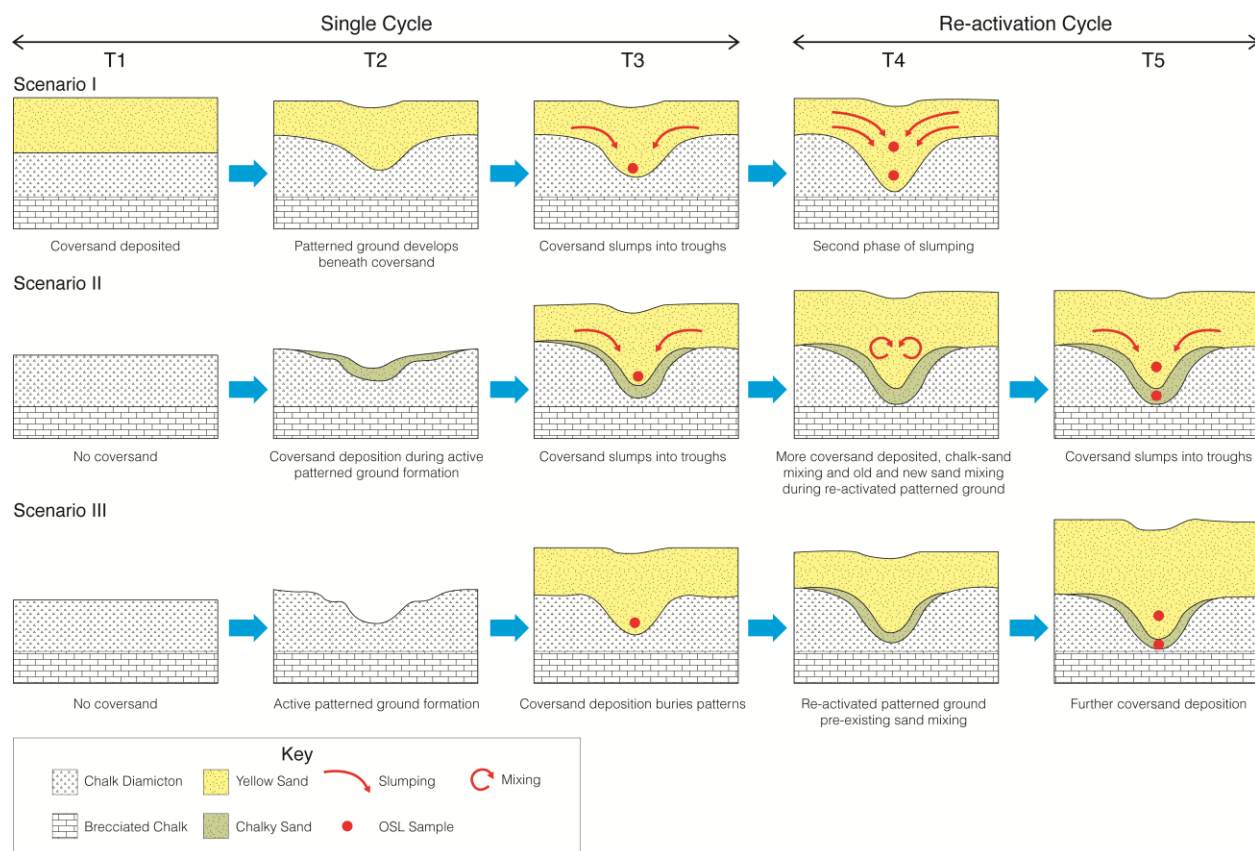 Single Cycle
Re-activation Cycle
T1
T2
T3
T4
T5
Scenario I
Coversand deposited
Patterned ground develops
beneath coversand
Coversand slumps into troughs
Second phase of slumping
Scenario II
No coversand
Coversand deposition during active
patterned ground formation
Coversand slumps into troughs
More coversand deposited, chalk-sand
mixing and old and new sand mixing
during re-activated patterned ground
Coversand slumps into troughs
Scenario III
No coversand
Active patterned ground formation
Coversand deposition buries patterns
Re-activated patterned ground
pre-existing sand mixing
Further coversand deposition
Key
Chalk Diamicton
Yellow Sand
Slumping
Mixing
Brecciated Chalk
Chalky Sand
OSL Sample